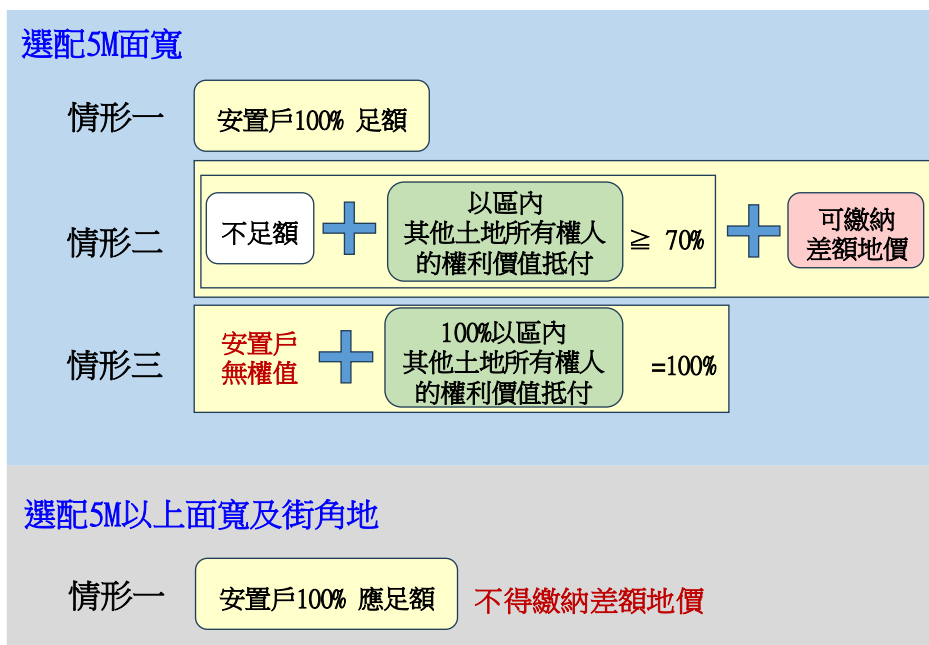 選配5M面寬
情形一
安置戶100% 足額
情形二
不足額
以區內
其他土地所有權人
的權利價值抵付
≧ 70%
可繳納
差額地價
情形三
安置戶
無權值
100%以區內
其他土地所有權人
的權利價值抵付
=100%
選配5M以上面寬及街角地
情形一
安置戶100% 應足額
不得繳納差額地價